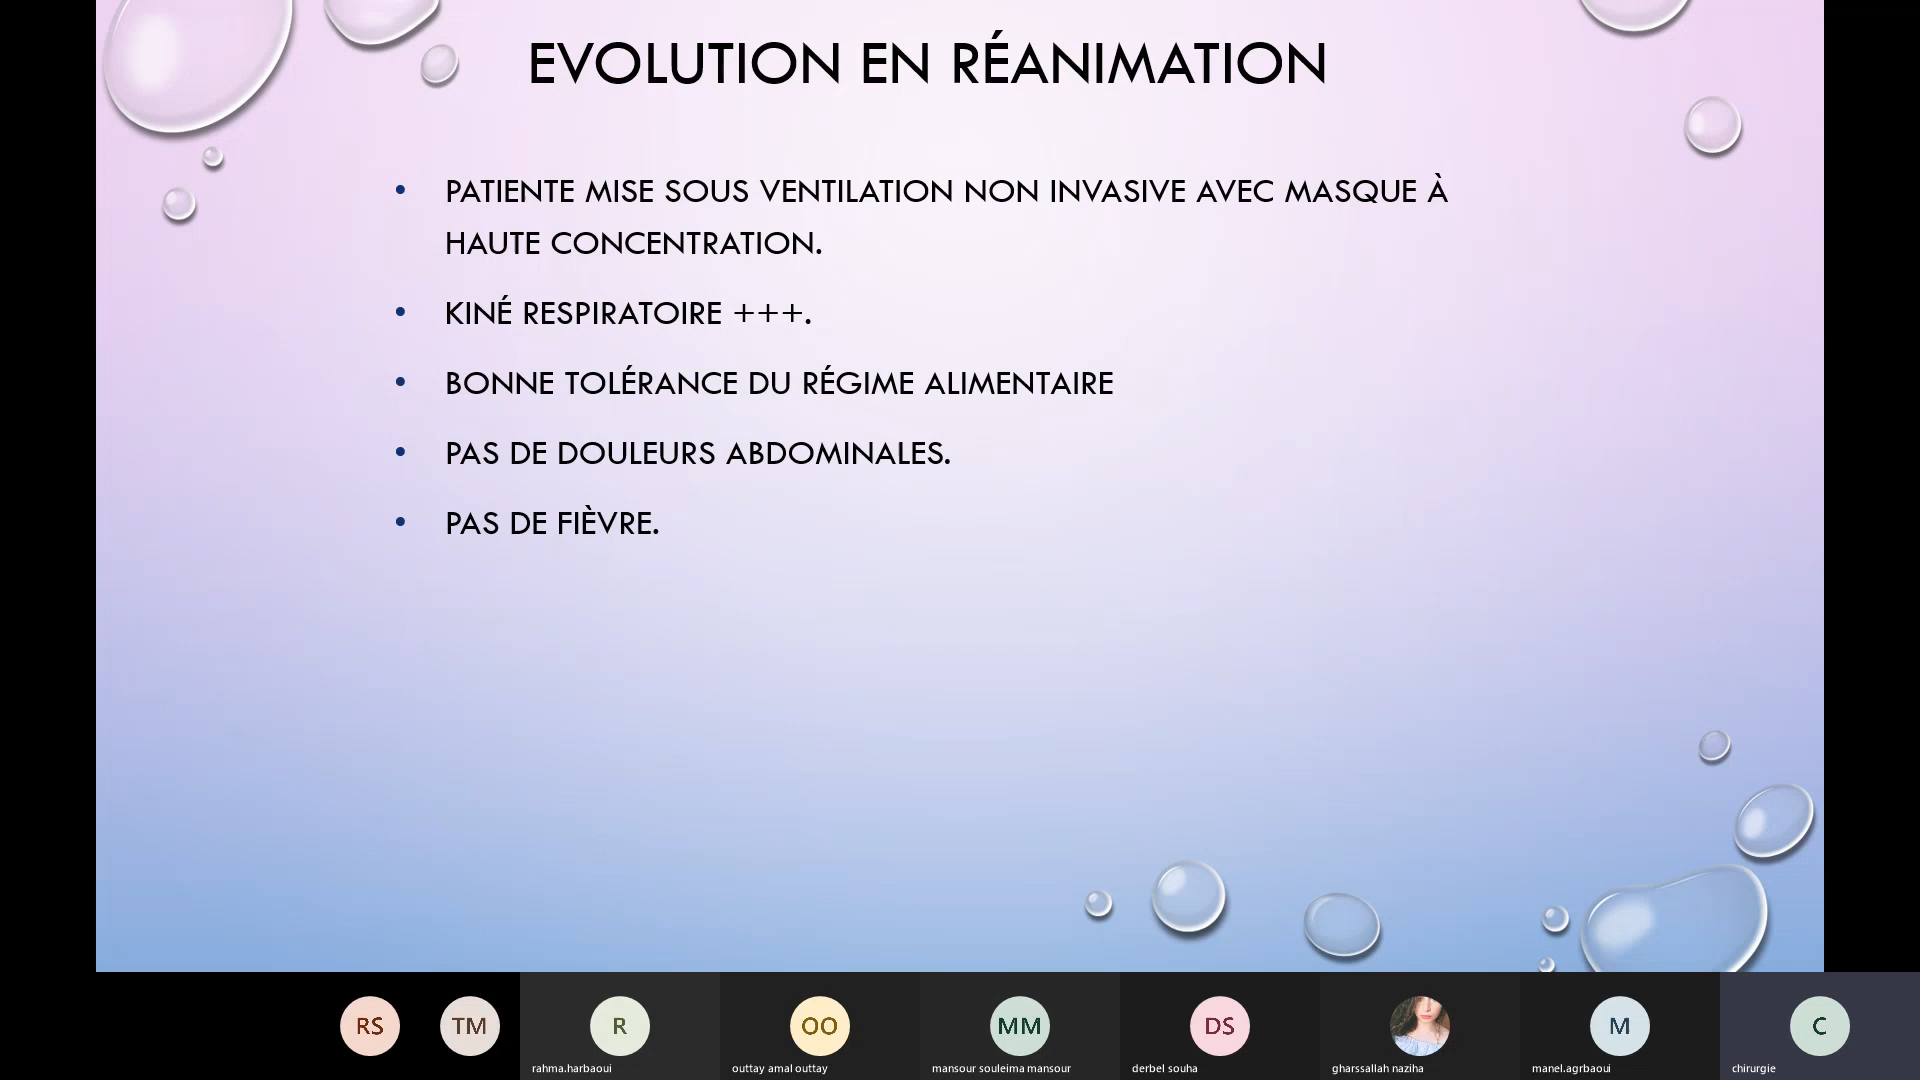 EVOLUTION EN RÉANIMATION
• PATIENTE MISE SOUS VENTILATION NON INVASIVE AVEC MASQUE À
HAUTE CONCENTRATION.
• KINÉ RESPIRATOIRE +++.
• BONNE TOLÉRANCE DU RÉGIME ALIMENTAIRE
• PAS DE DOULEURS ABDOMINALES.
• PAS DE FIÈVRE.
RS TM R OO MM DS M C
rahma.harbaoui outtay amal outtay mansour souleima mansour derbel souha gharssallah naziha manel.agrbaoui chirurgie